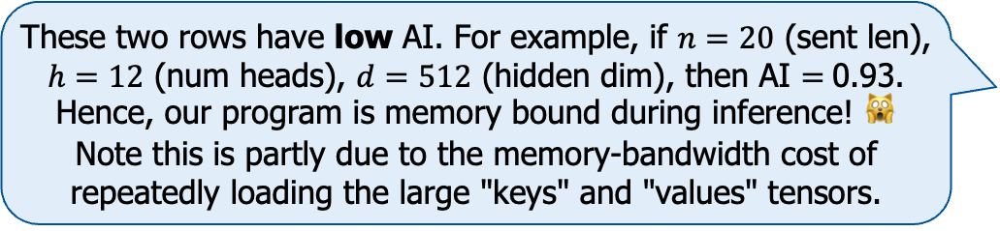 These two rows have low AI. For example, if n = 20 (sent len),
h = 12 (num heads), d = 512 (hidden dim), then AI = 0.93.
Hence, our program is memory bound during inference! 🙀
Note this is partly due to the memory-bandwidth cost of
repeatedly loading the large "keys" and "values" tensors.